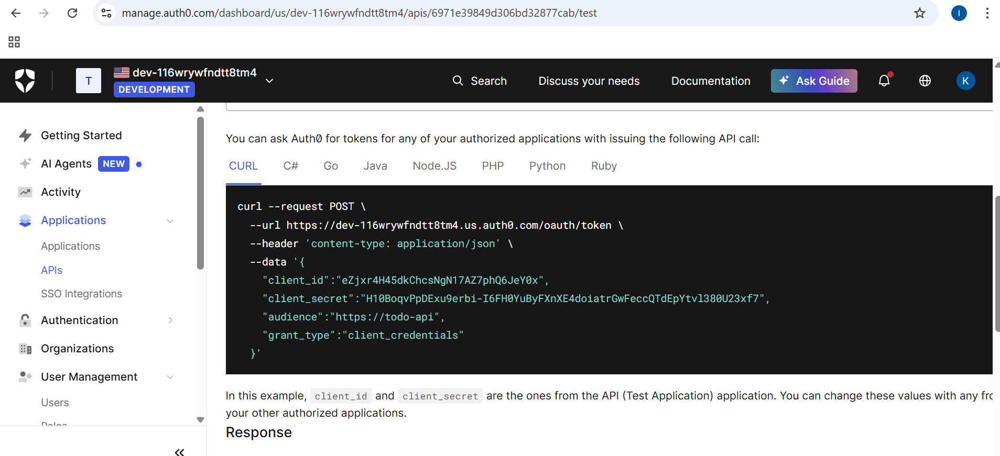 manage.auth0.com/dashboard/us/dev-116wrywfndtt8tm4/apis/6971e39849d306bd32877cab/test
I
T
dev-116wrywfndtt8tm4
DEVELOPMENT
Search
Discuss your needs
Documentation
Ask Guide
K
Getting Started
AI Agents NEW
Activity
Applications
Applications
APIs
SSO Integrations
Authentication
Organizations
User Management
Users
Roles
You can ask Auth0 for tokens for any of your authorized applications with issuing the following API call:
CURL C# Go Java Node.JS PHP Python Ruby
curl --request POST \
--url https://dev-116wrywfndtt8tm4.us.auth0.com/oauth/token \
--header 'content-type: application/json' \
--data '{
"client_id":"eZjxr4H45dkChcsNgN17AZ7phQ6JeY0x",
"client_secret":"H10BoqvPpDExu9erbi-I6FH0YuByFXnXE4doiatrGwFeccQTdEpYtvl380U23xf7",
"audience":"https://todo-api",
"grant_type":"client_credentials"
}'
In this example, client_id and client_secret are the ones from the API (Test Application) application. You can change these values with any fro
your other authorized applications.
Response